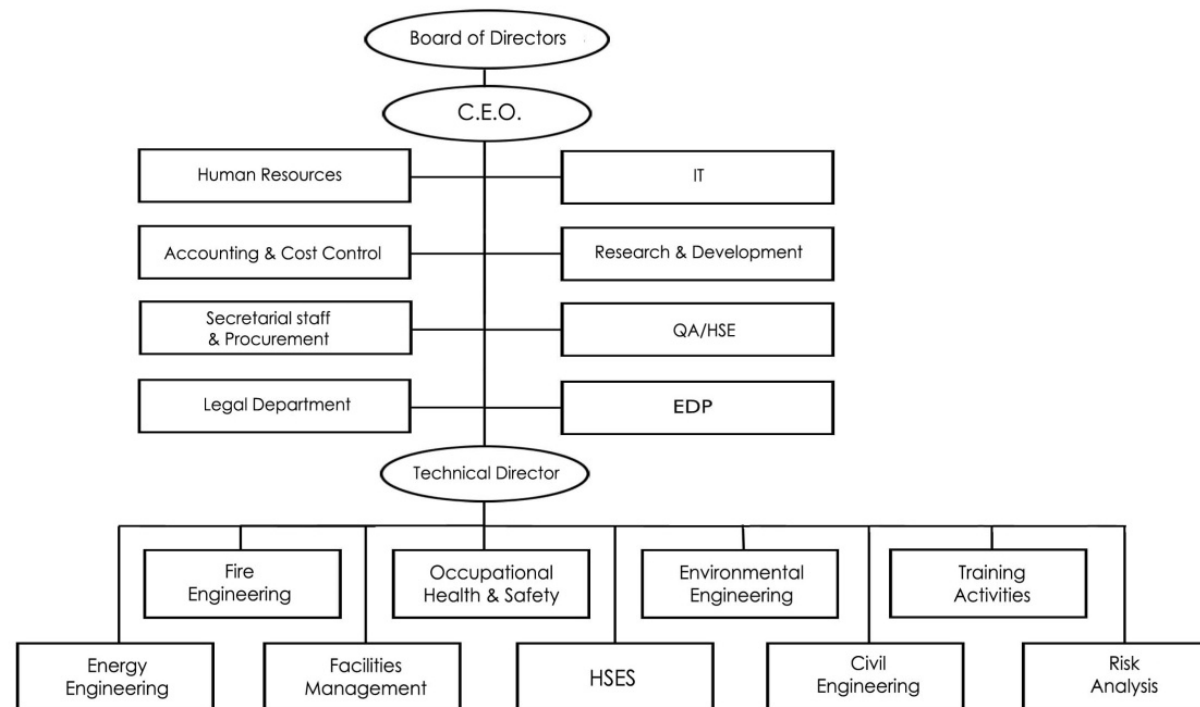 Board of Directors
C.E.O.
Human Resources
IT
Accounting & Cost Control
Research & Development
Secretarial staff
& Procurement
QA/HSE
Legal Department
EDP
Technical Director
Fire
Engineering
Occupational
Health & Safety
Environmental
Engineering
Training
Activities
Energy
Engineering
Facilities
Management
HSES
Civil
Engineering
Risk
Analysis